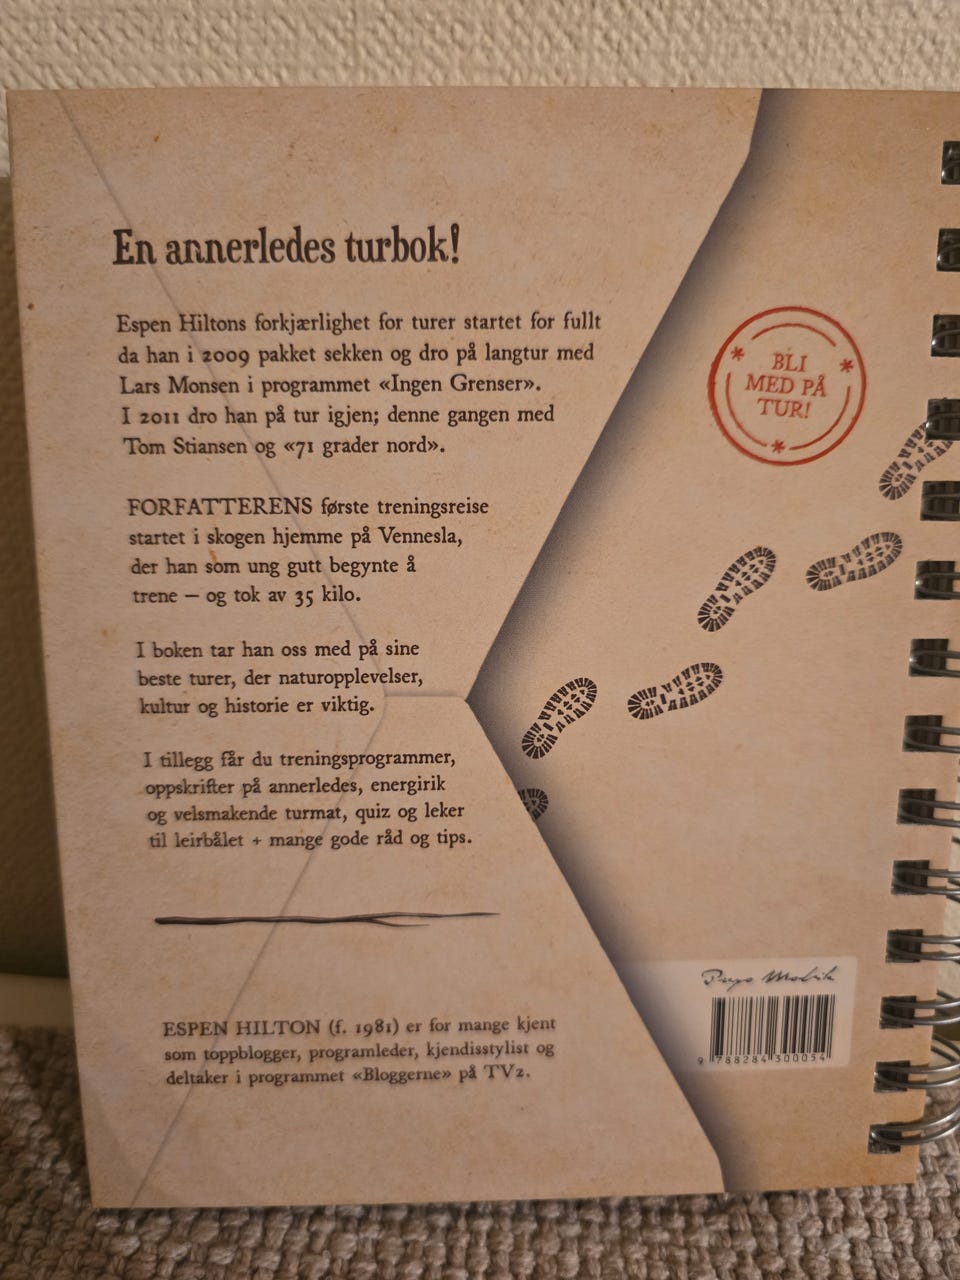 En annerledes turbok!
Espen Hiltons forkjærlighet for turer startet for fullt
da han i 2009 pakket sekken og dro på langtur med
Lars Monsen i programmet «Ingen Grenser».
I 2011 dro han på tur igjen; denne gangen med
Tom Stiansen og «71 grader nord».
FORFATTERENS første treningsreise
startet i skogen hjemme på Vennesla,
der han som ung gutt begynte å
trene – og tok av 35 kilo.
I boken tar han oss med på sine
beste turer, der naturopplevelser,
kultur og historie er viktig.
I tillegg får du treningsprogrammer,
oppskrifter på annerledes, energirik
og velsmakende turmat, quiz og leker
til leirbålet + mange gode råd og tips.
ESPEN HILTON (f. 1981) er for mange kjent
som toppblogger, programleder, kjendisstylist og
deltaker i programmet «Bloggerne» på TV2.
BLI
MED PÅ
TUR!
9 788284 300054